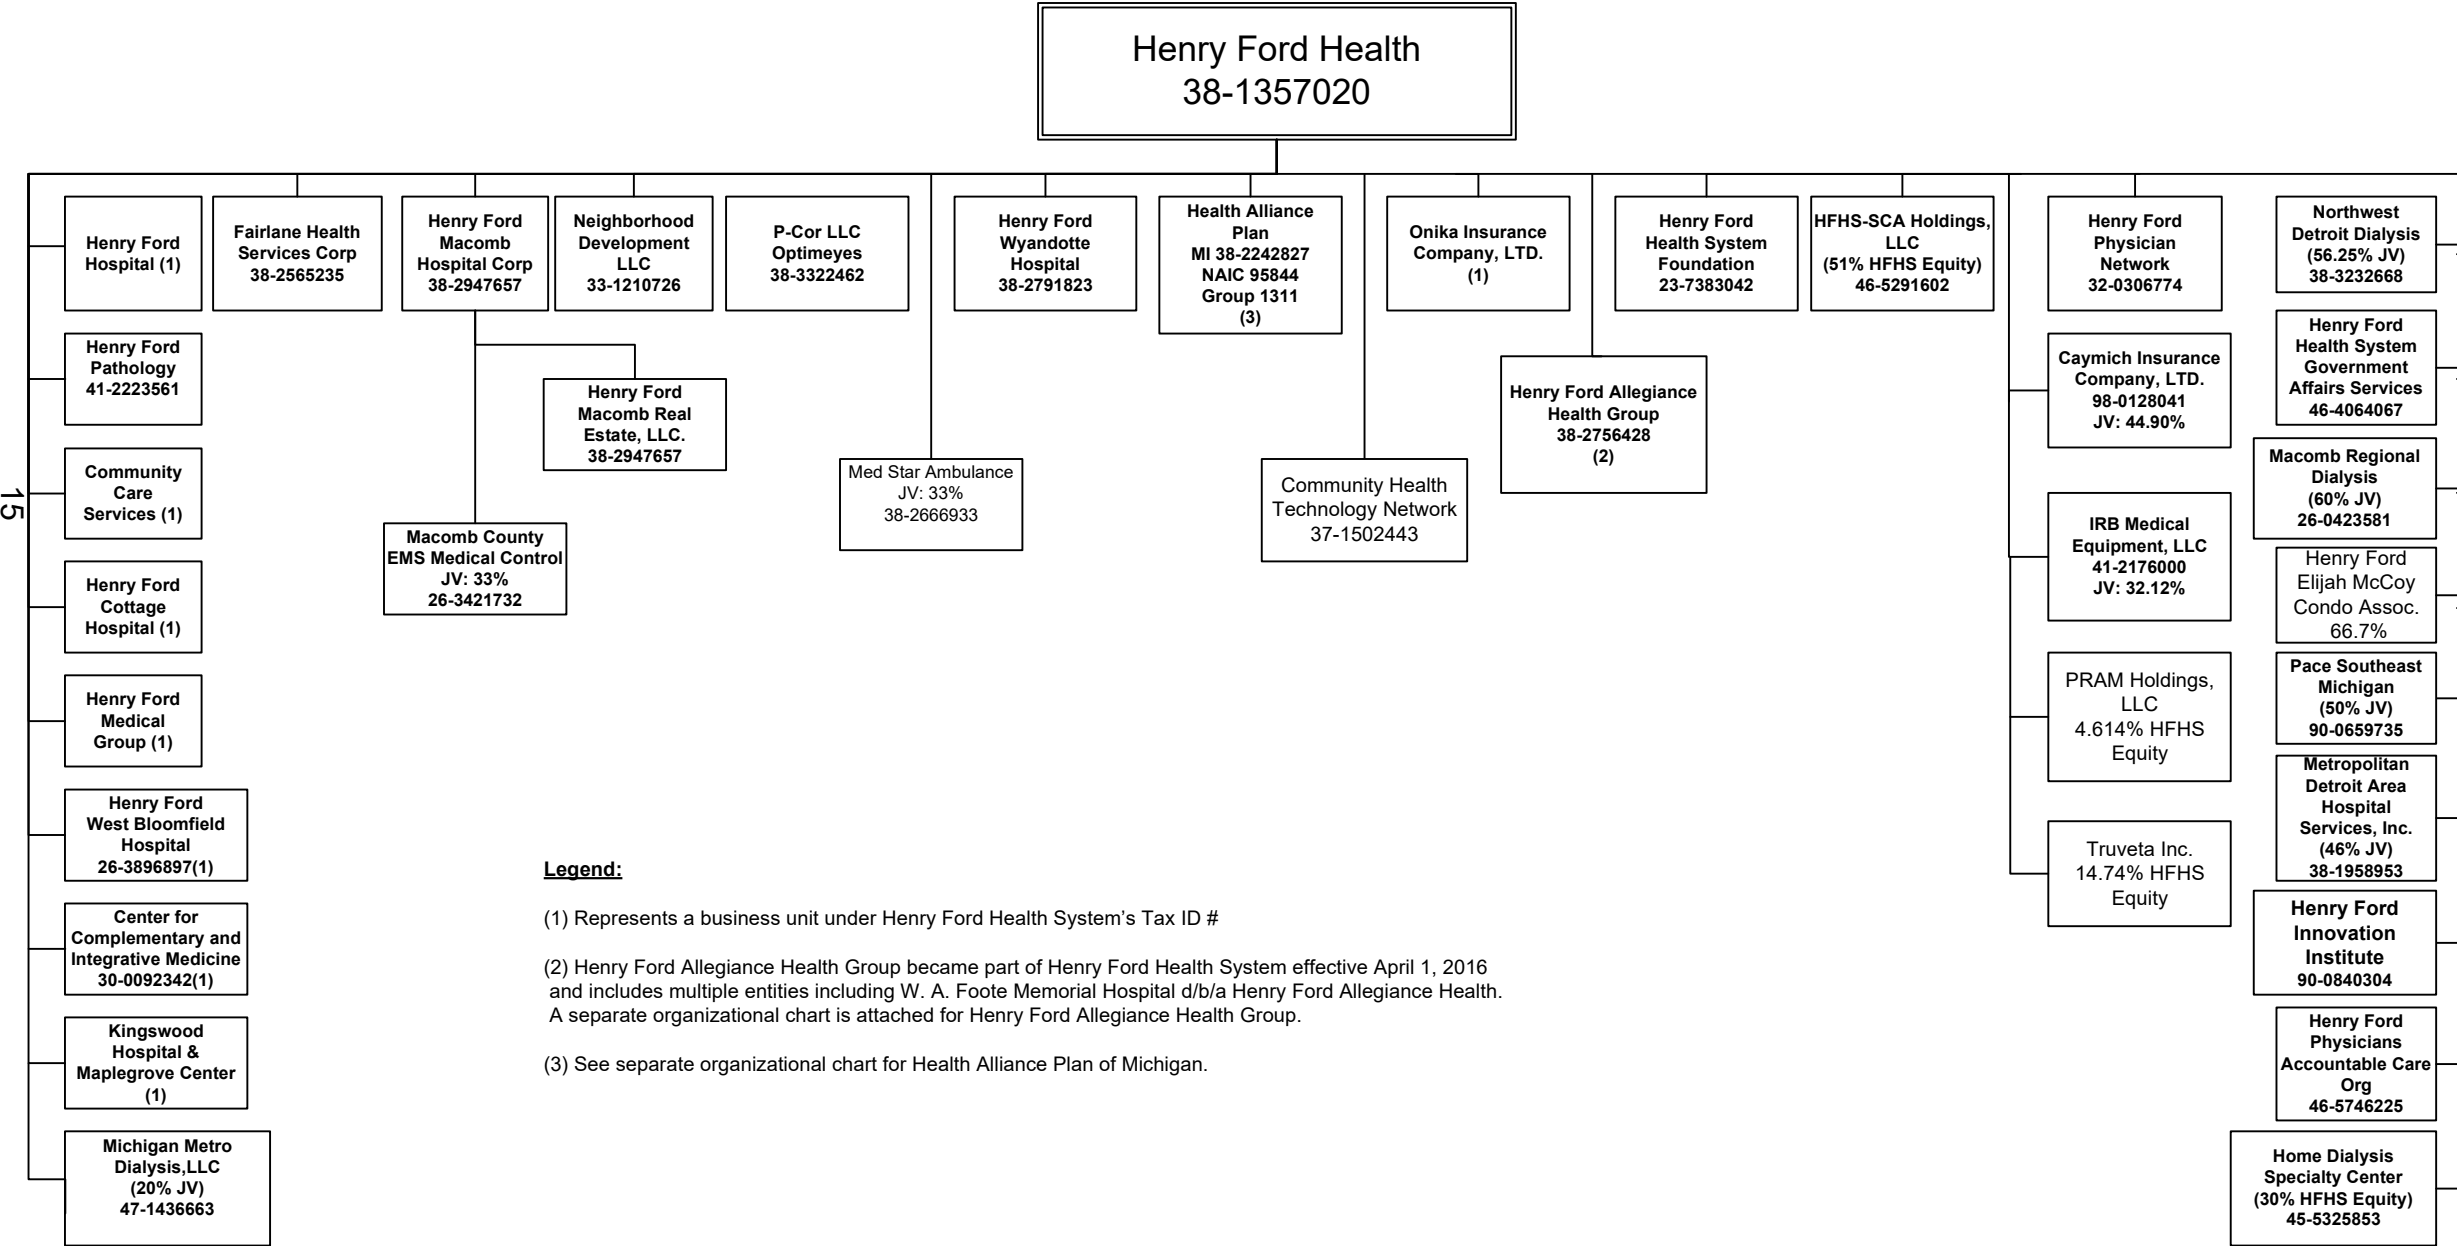 Henry Ford Health
38-1357020
Henry Ford
Hospital (1)
Fairlane Health
Services Corp
38-2565235
Henry Ford
Macomb
Hospital Corp
38-2947657
Neighborhood
Development
LLC
33-1210726
P-Cor LLC
Optimeyes
38-3322462
Henry Ford
Wyandotte
Hospital
38-2791823
Health Alliance
Plan
MI 38-2242827
NAIC 95844
Group 1311
(3)
Onika Insurance
Company, LTD.
(1)
Henry Ford
Health System
Foundation
23-7383042
HFHS-SCA Holdings,
LLC
(51% HFHS Equity)
46-5291602
Henry Ford
Physician
Network
32-0306774
Northwest
Detroit Dialysis
(56.25% JV)
38-3232668
Henry Ford
Pathology
41-2223561
Henry Ford
Macomb Real
Estate, LLC.
38-2947657
Henry Ford Allegiance
Health Group
38-2756428
(2)
Caymich Insurance
Company, LTD.
98-0128041
JV: 44.90%
Henry Ford
Health System
Government
Affairs Services
46-4064067
Community
Care
Services (1)
Macomb County
EMS Medical Control
JV: 33%
26-3421732
Med Star Ambulance
JV: 33%
38-2666933
Community Health
Technology Network
37-1502443
IRB Medical
Equipment, LLC
41-2176000
JV: 32.12%
Macomb Regional
Dialysis
(60% JV)
26-0423581
15
Henry Ford
Cottage
Hospital (1)
Henry Ford
Elijah McCoy
Condo Assoc.
66.7%
Henry Ford
Medical
Group (1)
PRAM Holdings,
LLC
4.614% HFHS
Equity
Pace Southeast
Michigan
(50% JV)
90-0659735
Henry Ford
West Bloomfield
Hospital
26-3896897(1)
Truveta Inc.
14.74% HFHS
Equity
Metropolitan
Detroit Area
Hospital
Services, Inc.
(46% JV)
38-1958953
Center for
Complementary and
Integrative Medicine
30-0092342(1)
Henry Ford
Innovation
Institute
90-0840304
Kingswood
Hospital &
Maplegrove Center
(1)
Henry Ford
Physicians
Accountable Care
Org
46-5746225
Michigan Metro
Dialysis,LLC
(20% JV)
47-1436663
Home Dialysis
Specialty Center
(30% HFHS Equity)
45-5325853
Legend:
(1) Represents a business unit under Henry Ford Health System’s Tax ID #
(2) Henry Ford Allegiance Health Group became part of Henry Ford Health System effective April 1, 2016
and includes multiple entities including W. A. Foote Memorial Hospital d/b/a Henry Ford Allegiance Health.
A separate organizational chart is attached for Henry Ford Allegiance Health Group.
(3) See separate organizational chart for Health Alliance Plan of Michigan.